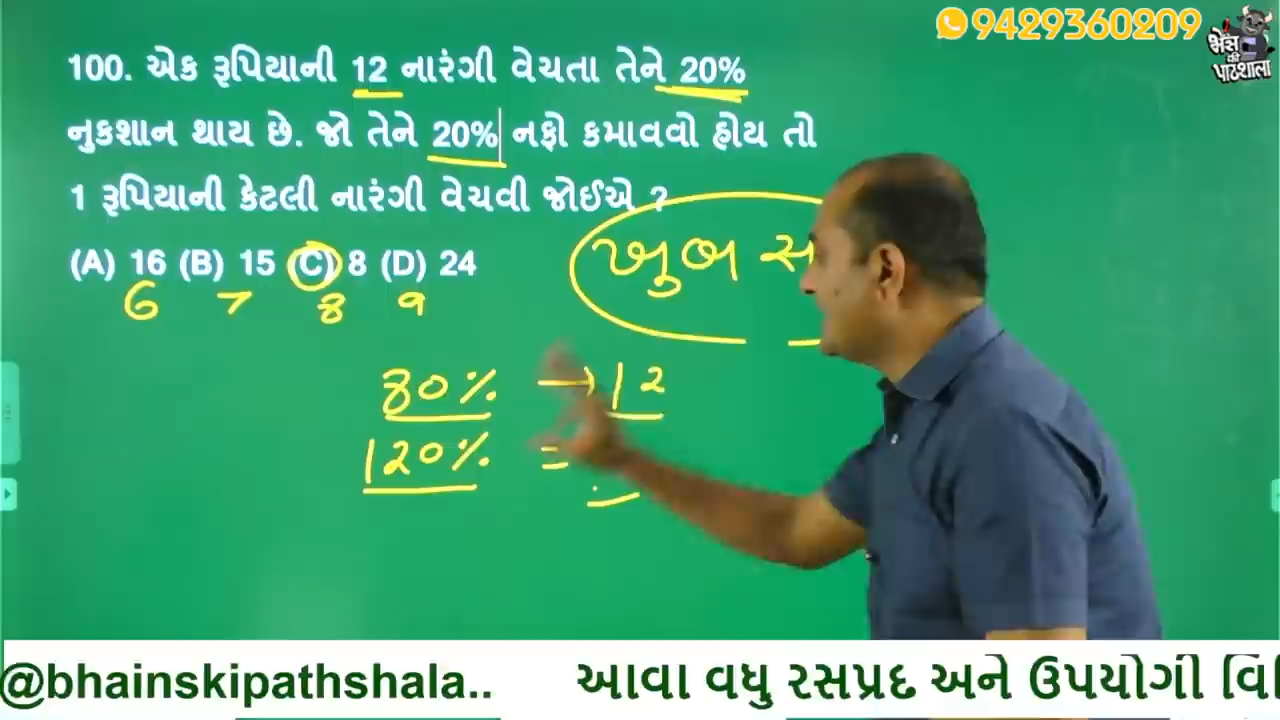 9429360209
भैंस
की
पाठशाला
100. એક રૂપિયાની 12 નારંગી વેચતા તેને 20%
નુકશાન થાય છે. જો તેને 20% નફો કમાવવો હોય તો
1 રૂપિયાની કેટલી નારંગી વેચવી જોઈએ ?
(A) 16 (B) 15 (C) 8 (D) 24
6 7 8 9
ખુબ સ
80% → 12
120% =
@bhainskipathshala..
આવા વધુ રસપ્રદ અને ઉપયોગી વિ